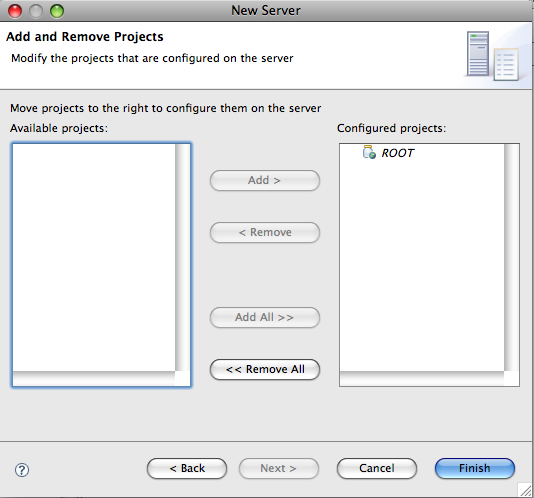 New Server
Add and Remove Projects
Modify the projects that are configured on the server
Move projects to the right to configure them on the server
Available projects:
Configured projects:
ROOT
Add >
< Remove
Add All >>
<< Remove All
?
< Back
Next >
Cancel
Finish